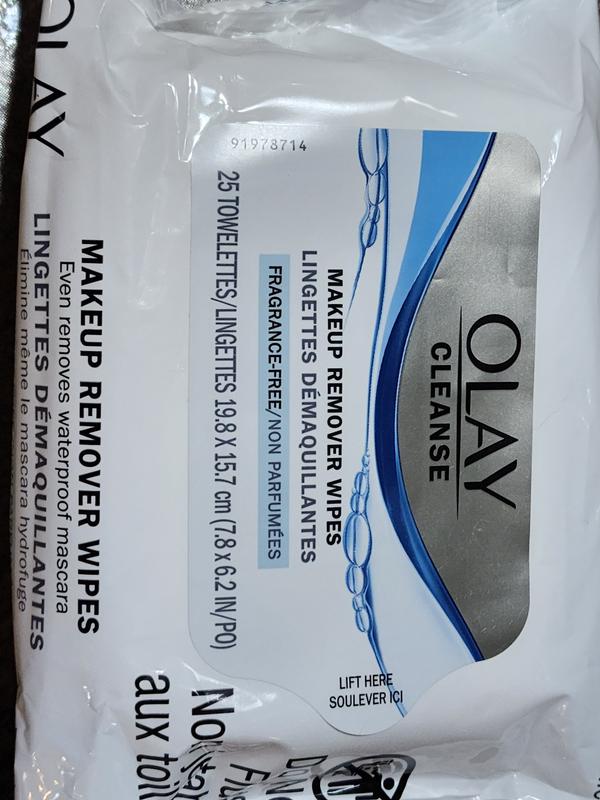 OLAY
CLEANSE
MAKEUP REMOVER WIPES
LINGETTES DÉMAQUILLANTES
FRAGRANCE-FREE/NON PARFUMÉES
25 TOWELETTES/LINGETTES 19.8 X 15.7 cm (7.8 x 6.2 IN/PO)
91978714
LIFT HERE
SOULEVER ICI
OLAY
MAKEUP REMOVER WIPES
Even removes waterproof mascara
LINGETTES DÉMAQUILLANTES
Élimine même le mascara hydrofuge
aux